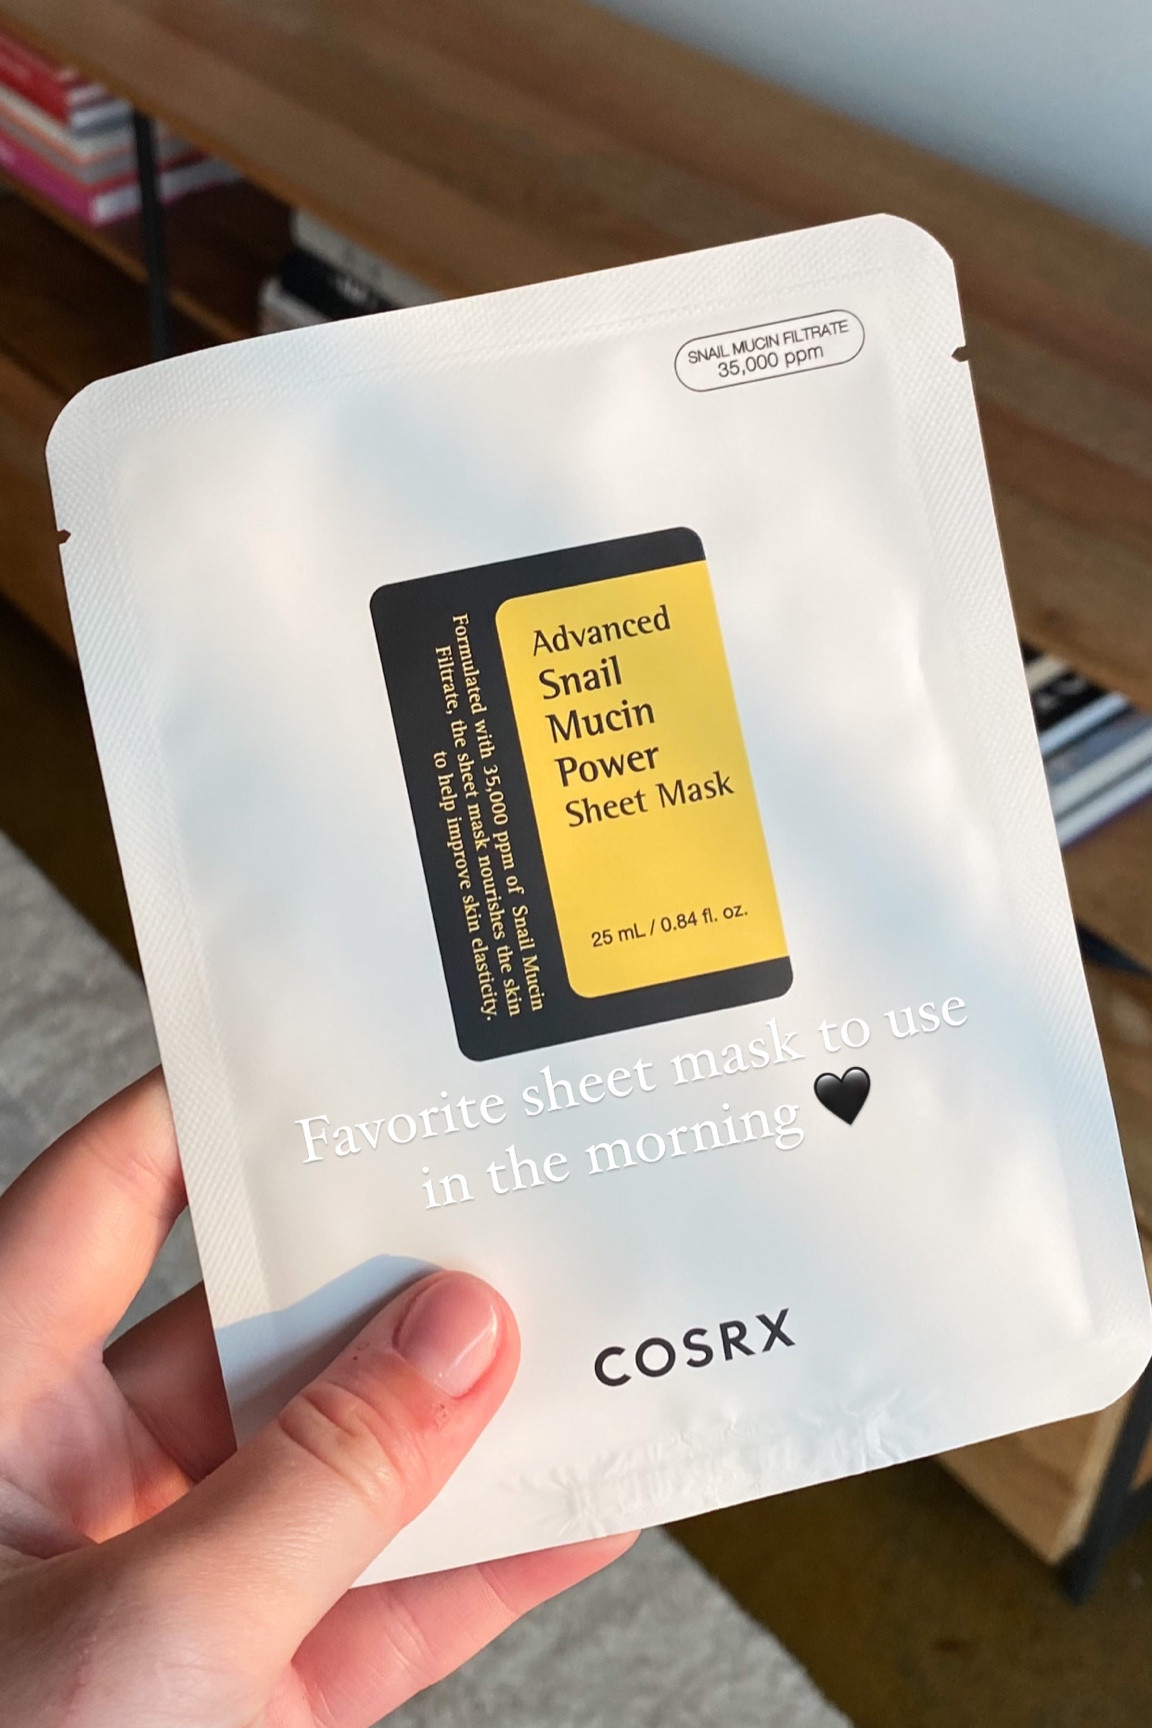 SNAIL MUCIN FILTRATE
35,000 ppm
Advanced
Snail
Mucin
Power
Sheet Mask
25 mL / 0.84 fl. oz.
Formulated with 35,000 ppm of Snail Mucin
Filtrate, the sheet mask nourishes the skin
to help improve skin elasticity.
Favorite sheet mask to use
in the morning 🖤
COSRX